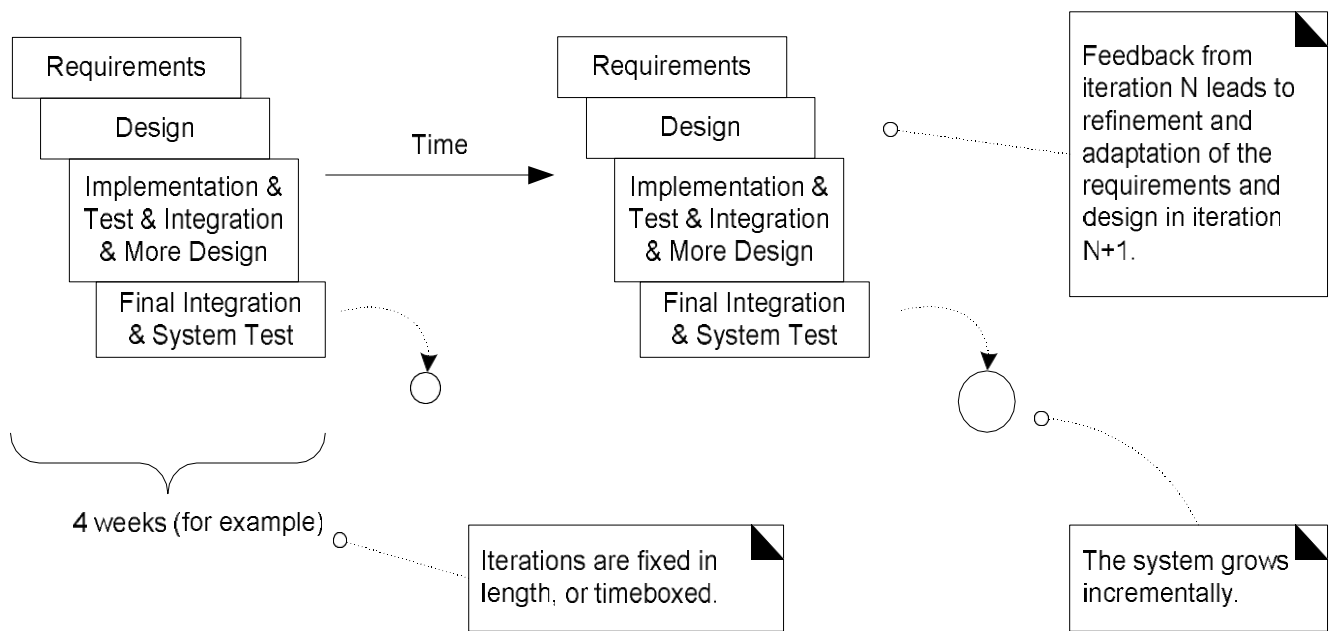 Requirements
Design
Implementation &
Test & Integration
& More Design
Final Integration
& System Test
Time
Requirements
Design
Implementation &
Test & Integration
& More Design
Final Integration
& System Test
Feedback from
iteration N leads to
refinement and
adaptation of the
requirements and
design in iteration
N+1.
4 weeks (for example)
Iterations are fixed in
length, or timeboxed.
The system grows
incrementally.